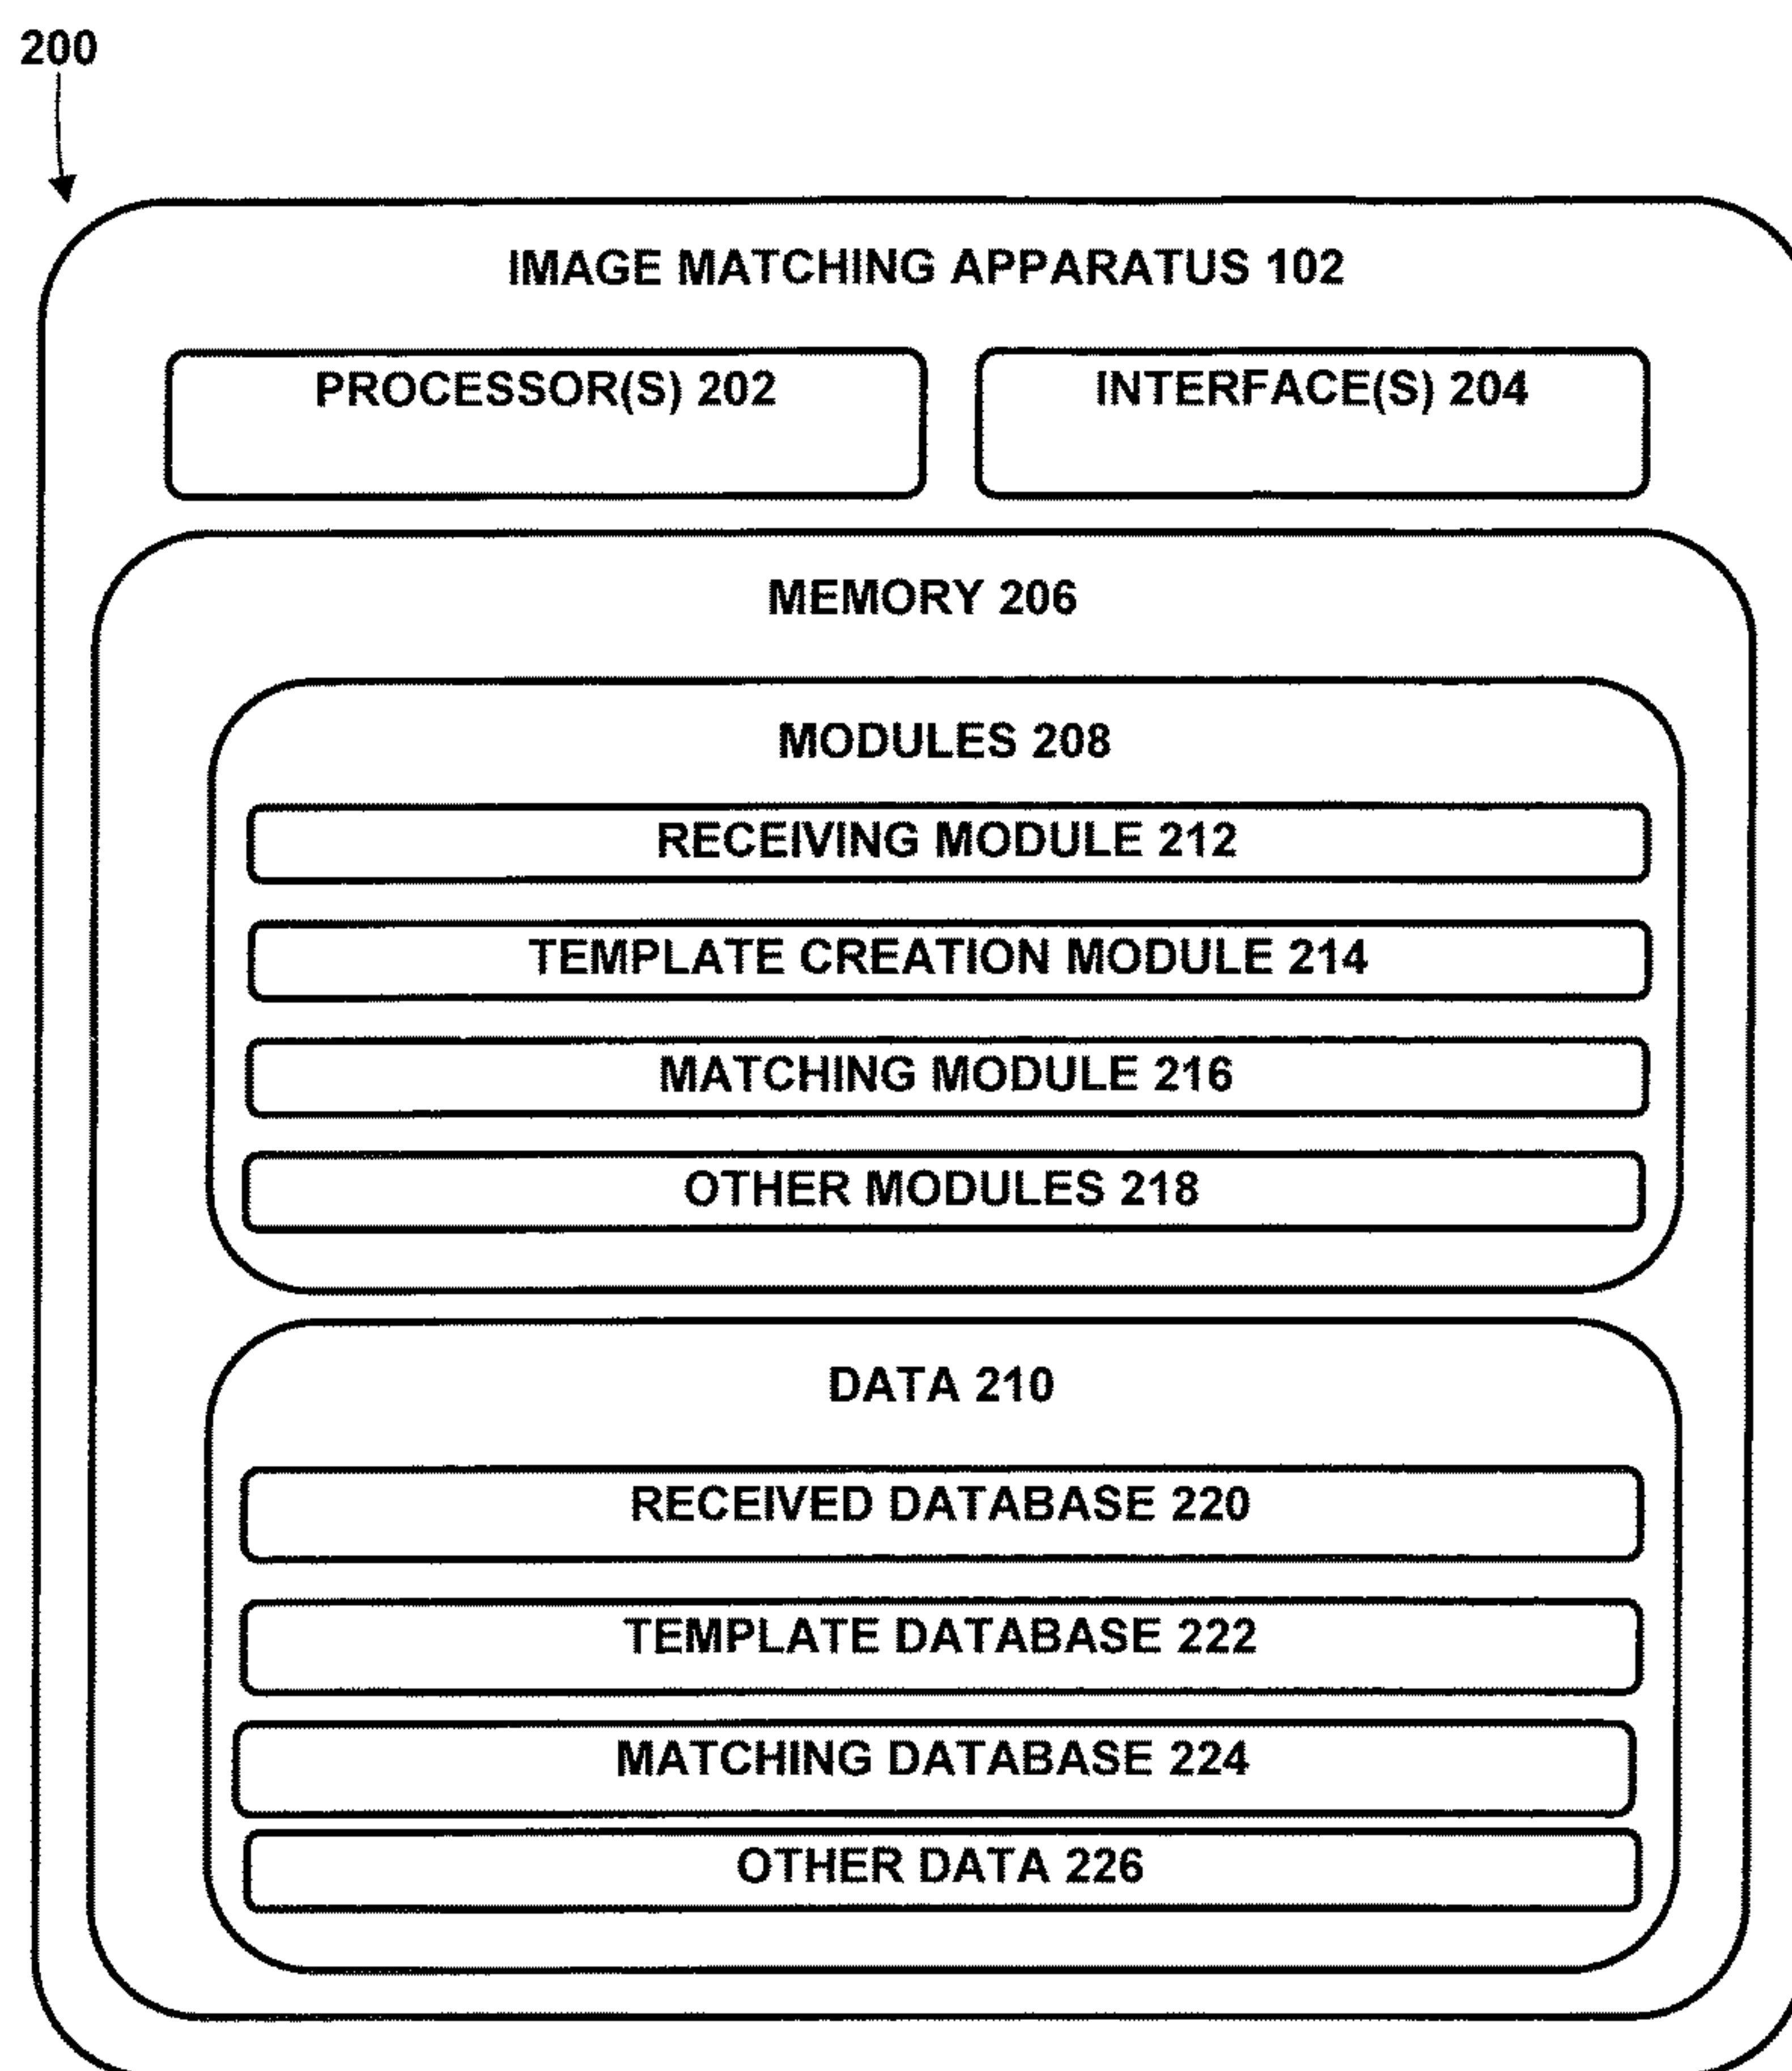 200
IMAGE MATCHING APPARATUS 102
PROCESSOR(S) 202
INTERFACE(S) 204
MEMORY 206
MODULES 208
RECEIVING MODULE 212
TEMPLATE CREATION MODULE 214
MATCHING MODULE 216
OTHER MODULES 218
DATA 210
RECEIVED DATABASE 220
TEMPLATE DATABASE 222
MATCHING DATABASE 224
OTHER DATA 226